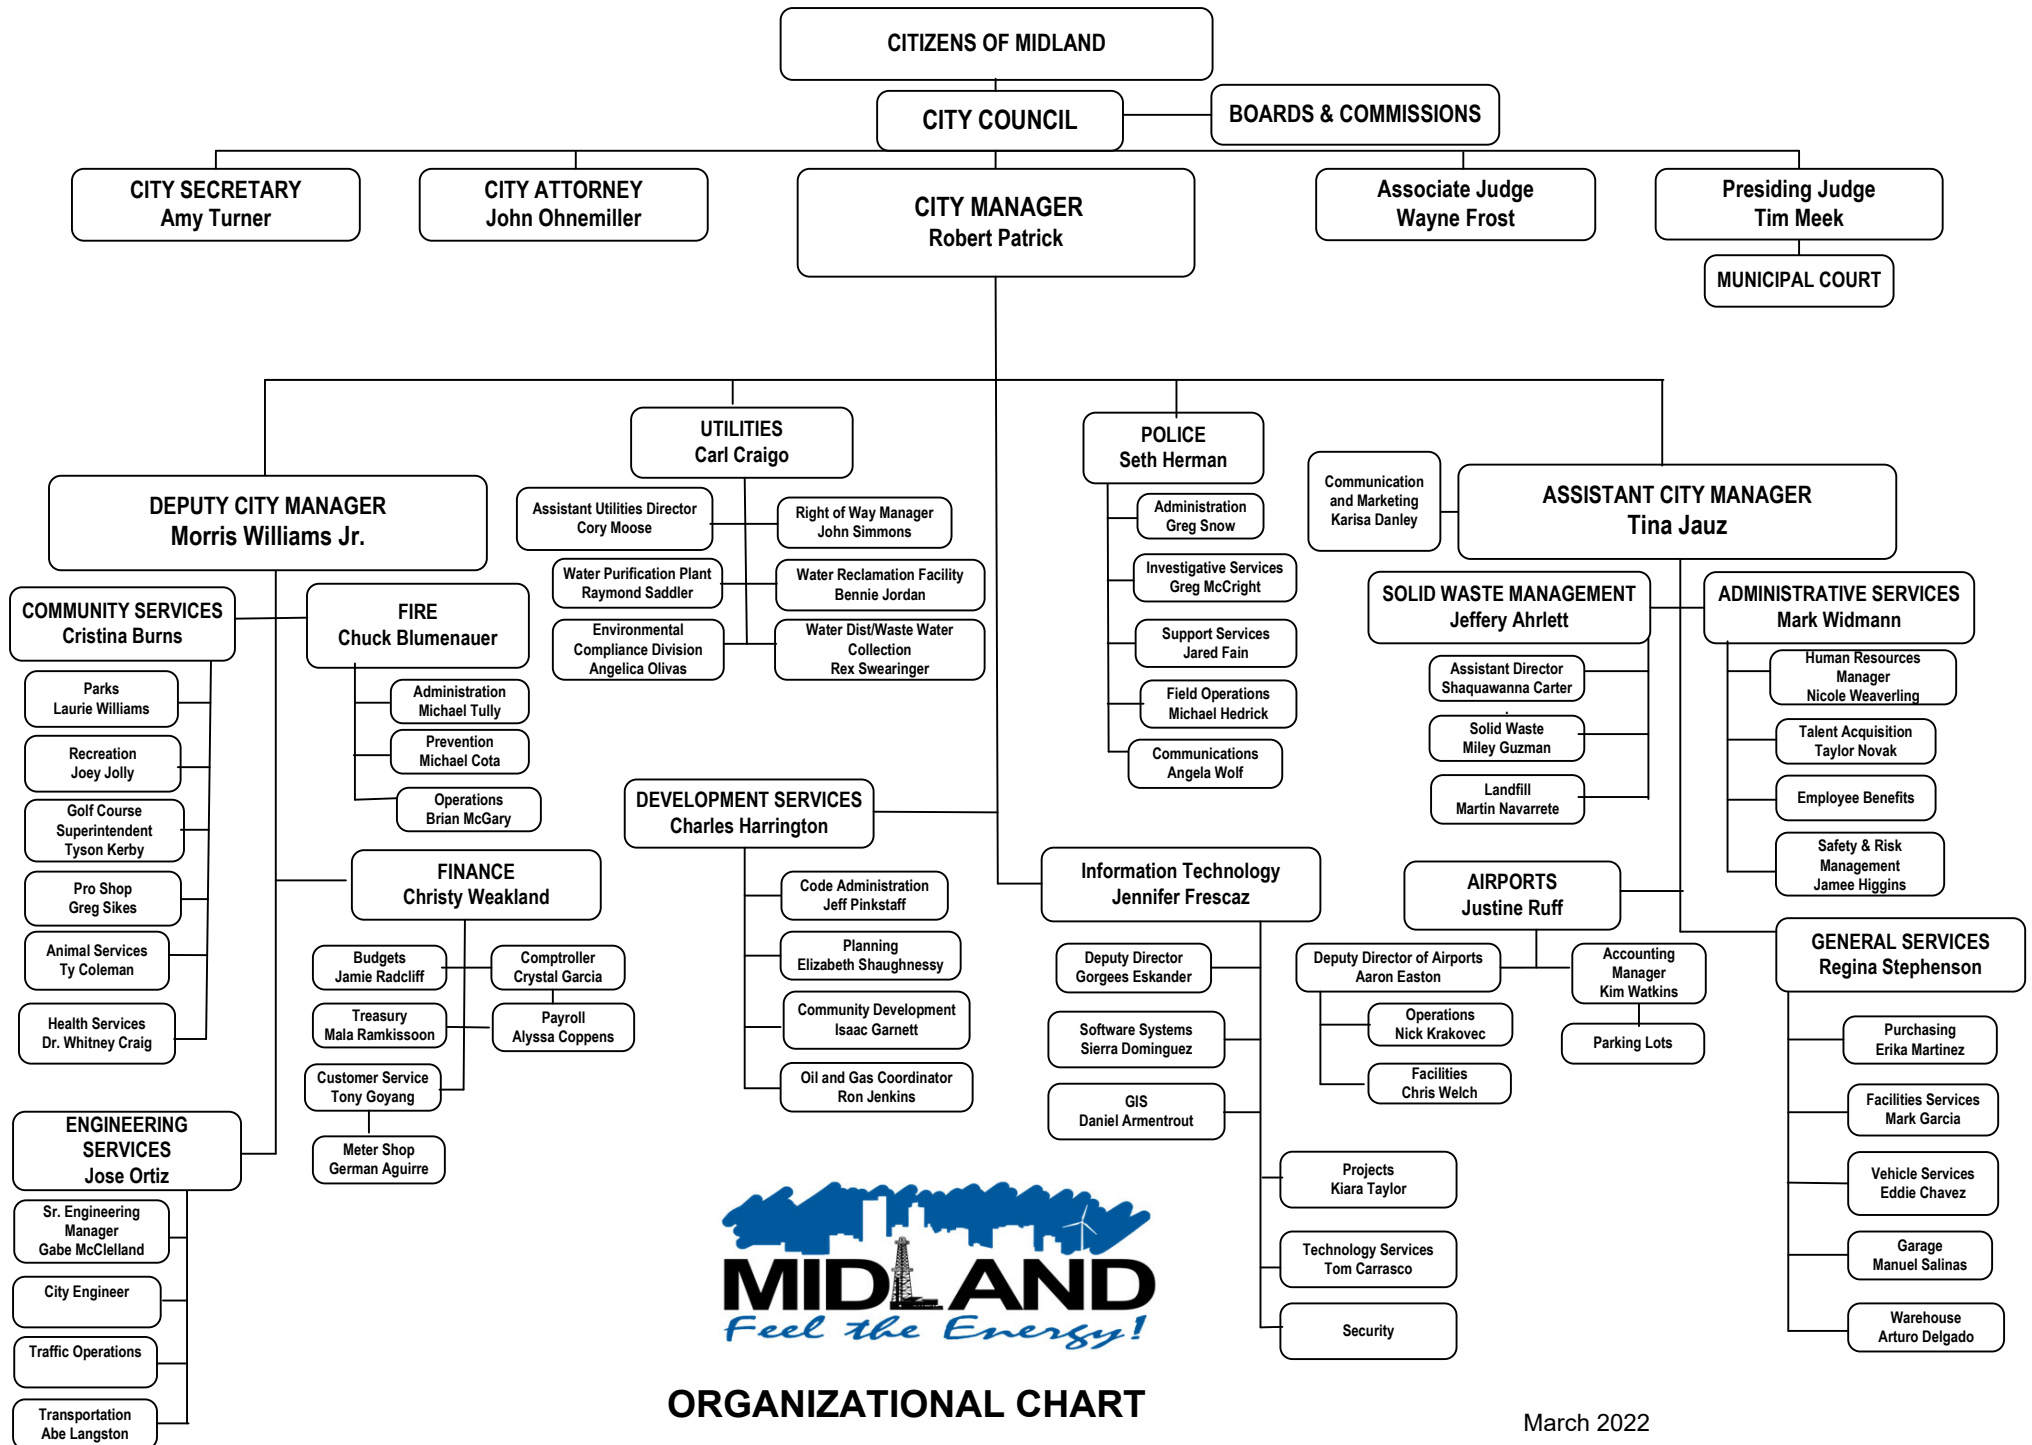 CITIZENS OF MIDLAND
CITY COUNCIL
BOARDS & COMMISSIONS
CITY SECRETARY
Amy Turner
CITY ATTORNEY
John Ohnemiller
CITY MANAGER
Robert Patrick
Associate Judge
Wayne Frost
Presiding Judge
Tim Meek
MUNICIPAL COURT
UTILITIES
Carl Craigo
Assistant Utilities Director
Cory Moose
Right of Way Manager
John Simmons
Water Purification Plant
Raymond Saddler
Water Reclamation Facility
Bennie Jordan
Environmental
Compliance Division
Angelica Olivas
Water Dist/Waste Water
Collection
Rex Swearinger
POLICE
Seth Herman
Administration
Greg Snow
Investigative Services
Greg McCright
Support Services
Jared Fain
Field Operations
Michael Hedrick
Communications
Angela Wolf
DEPUTY CITY MANAGER
Morris Williams Jr.
COMMUNITY SERVICES
Cristina Burns
Parks
Laurie Williams
Recreation
Joey Jolly
Golf Course
Superintendent
Tyson Kerby
Pro Shop
Greg Sikes
Animal Services
Ty Coleman
Health Services
Dr. Whitney Craig
FIRE
Chuck Blumenauer
Administration
Michael Tully
Prevention
Michael Cota
Operations
Brian McGary
FINANCE
Christy Weakland
Budgets
Jamie Radcliff
Comptroller
Crystal Garcia
Treasury
Mala Ramkissoon
Payroll
Alyssa Coppens
Customer Service
Tony Goyang
Meter Shop
German Aguirre
ENGINEERING
SERVICES
Jose Ortiz
Sr. Engineering
Manager
Gabe McClelland
City Engineer
Traffic Operations
Transportation
Abe Langston
DEVELOPMENT SERVICES
Charles Harrington
Code Administration
Jeff Pinkstaff
Planning
Elizabeth Shaughnessy
Community Development
Isaac Garnett
Oil and Gas Coordinator
Ron Jenkins
Information Technology
Jennifer Frescaz
Deputy Director
Gorgees Eskander
Software Systems
Sierra Dominguez
GIS
Daniel Armentrout
Projects
Kiara Taylor
Technology Services
Tom Carrasco
Security
Communication
and Marketing
Karisa Danley
ASSISTANT CITY MANAGER
Tina Jauz
SOLID WASTE MANAGEMENT
Jeffery Ahrlett
Assistant Director
Shaquawanna Carter
.
Solid Waste
Miley Guzman
Landfill
Martin Navarrete
ADMINISTRATIVE SERVICES
Mark Widmann
Human Resources
Manager
Nicole Weaverling
Talent Acquisition
Taylor Novak
Employee Benefits
Safety & Risk
Management
Jamee Higgins
AIRPORTS
Justine Ruff
Deputy Director of Airports
Aaron Easton
Operations
Nick Krakovec
Facilities
Chris Welch
Accounting
Manager
Kim Watkins
Parking Lots
GENERAL SERVICES
Regina Stephenson
Purchasing
Erika Martinez
Facilities Services
Mark Garcia
Vehicle Services
Eddie Chavez
Garage
Manuel Salinas
Warehouse
Arturo Delgado
MIDLAND
Feel the Energy!
ORGANIZATIONAL CHART
March 2022